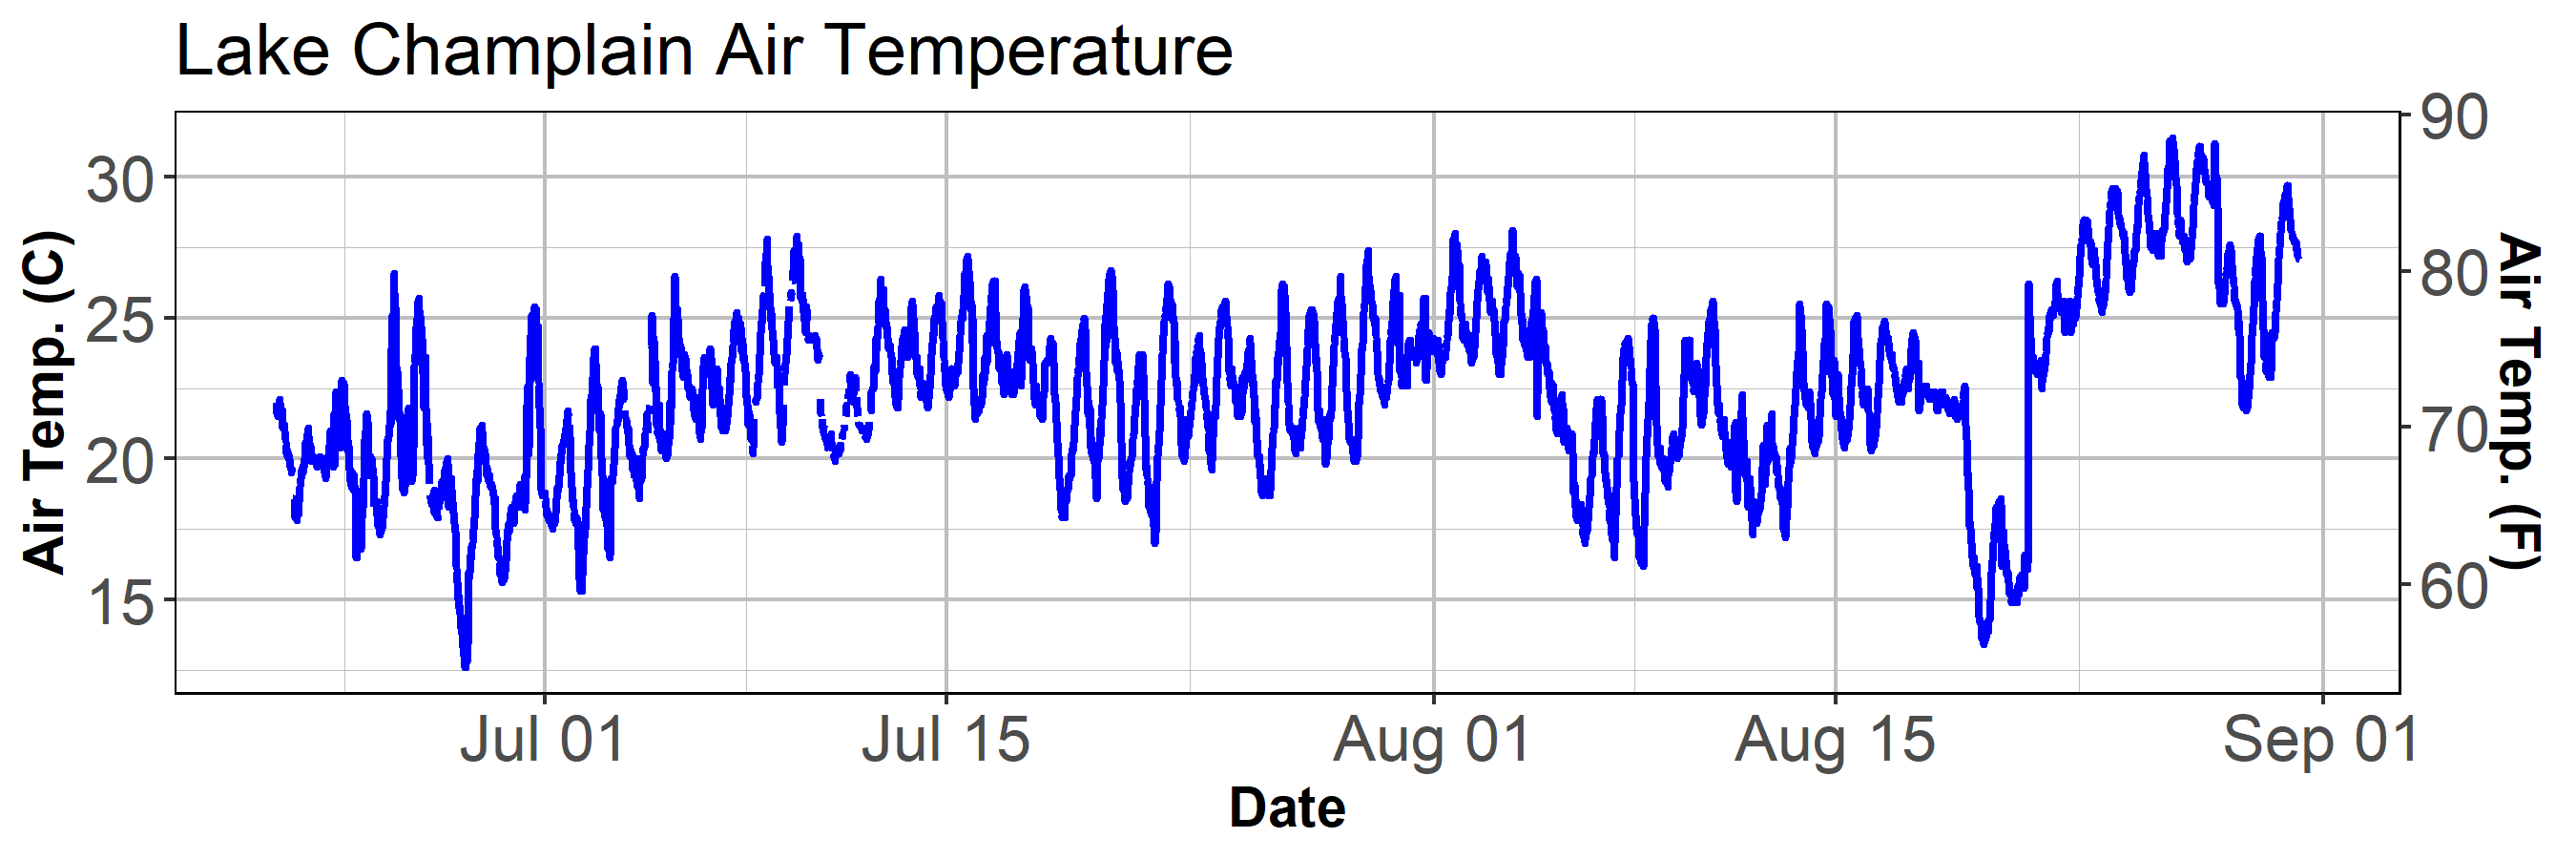 Lake Champlain Air Temperature
Air Temp. (C)
30
25
20
15
90
80
70
60
Air Temp. (F)
Jul 01
Jul 15
Aug 01
Aug 15
Sep 01
Date